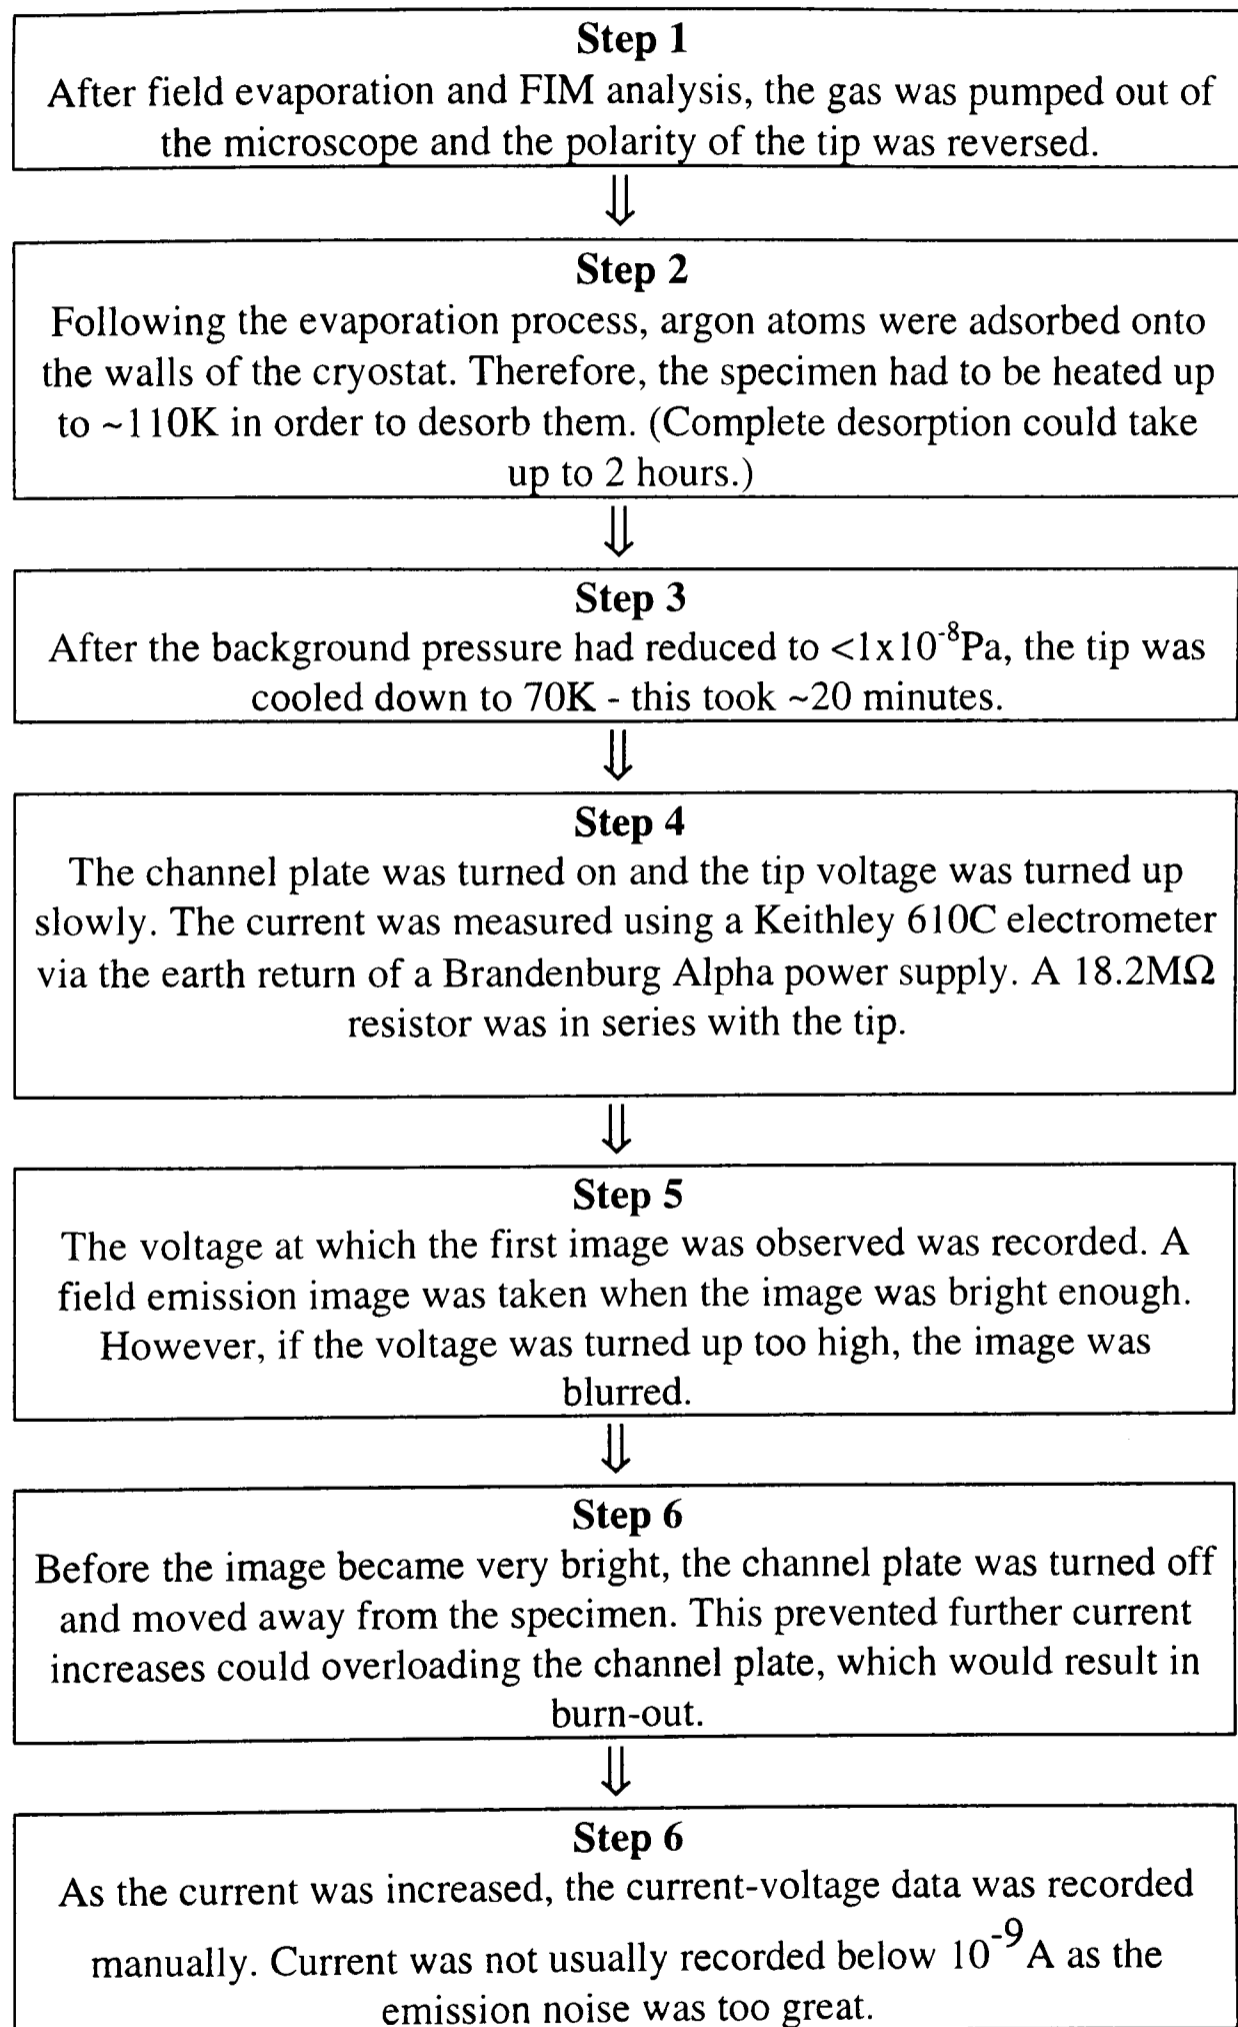 Step 1
After field evaporation and FIM analysis, the gas was pumped out of
the microscope and the polarity of the tip was reversed.
⇓
Step 2
Following the evaporation process, argon atoms were adsorbed onto
the walls of the cryostat. Therefore, the specimen had to be heated up
to ~110K in order to desorb them. (Complete desorption could take
up to 2 hours.)
⇓
Step 3
After the background pressure had reduced to <1x10⁻⁸Pa, the tip was
cooled down to 70K - this took ~20 minutes.
⇓
Step 4
The channel plate was turned on and the tip voltage was turned up
slowly. The current was measured using a Keithley 610C electrometer
via the earth return of a Brandenburg Alpha power supply. A 18.2MΩ
resistor was in series with the tip.
⇓
Step 5
The voltage at which the first image was observed was recorded. A
field emission image was taken when the image was bright enough.
However, if the voltage was turned up too high, the image was
blurred.
⇓
Step 6
Before the image became very bright, the channel plate was turned off
and moved away from the specimen. This prevented further current
increases could overloading the channel plate, which would result in
burn-out.
⇓
Step 6
As the current was increased, the current-voltage data was recorded
manually. Current was not usually recorded below 10⁻⁹A as the
emission noise was too great.